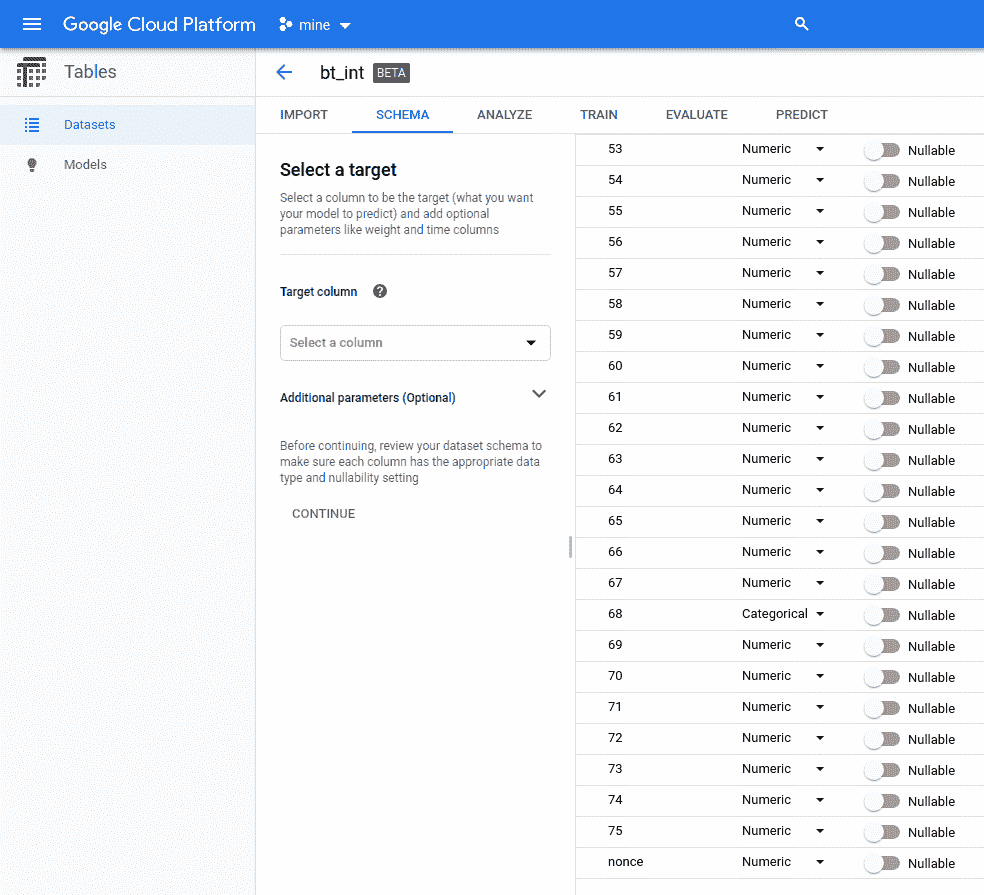 Google Cloud Platform mine
Tables
bt_int BETA
Datasets
Models
IMPORT SCHEMA ANALYZE TRAIN EVALUATE PREDICT
Select a target
Select a column to be the target (what you want
your model to predict) and add optional
parameters like weight and time columns
Target column ?
Select a column
Additional parameters (Optional)
Before continuing, review your dataset schema to
make sure each column has the appropriate data
type and nullability setting
CONTINUE
53 Numeric Nullable
54 Numeric Nullable
55 Numeric Nullable
56 Numeric Nullable
57 Numeric Nullable
58 Numeric Nullable
59 Numeric Nullable
60 Numeric Nullable
61 Numeric Nullable
62 Numeric Nullable
63 Numeric Nullable
64 Numeric Nullable
65 Numeric Nullable
66 Numeric Nullable
67 Numeric Nullable
68 Categorical Nullable
69 Numeric Nullable
70 Numeric Nullable
71 Numeric Nullable
72 Numeric Nullable
73 Numeric Nullable
74 Numeric Nullable
75 Numeric Nullable
nonce Numeric Nullable